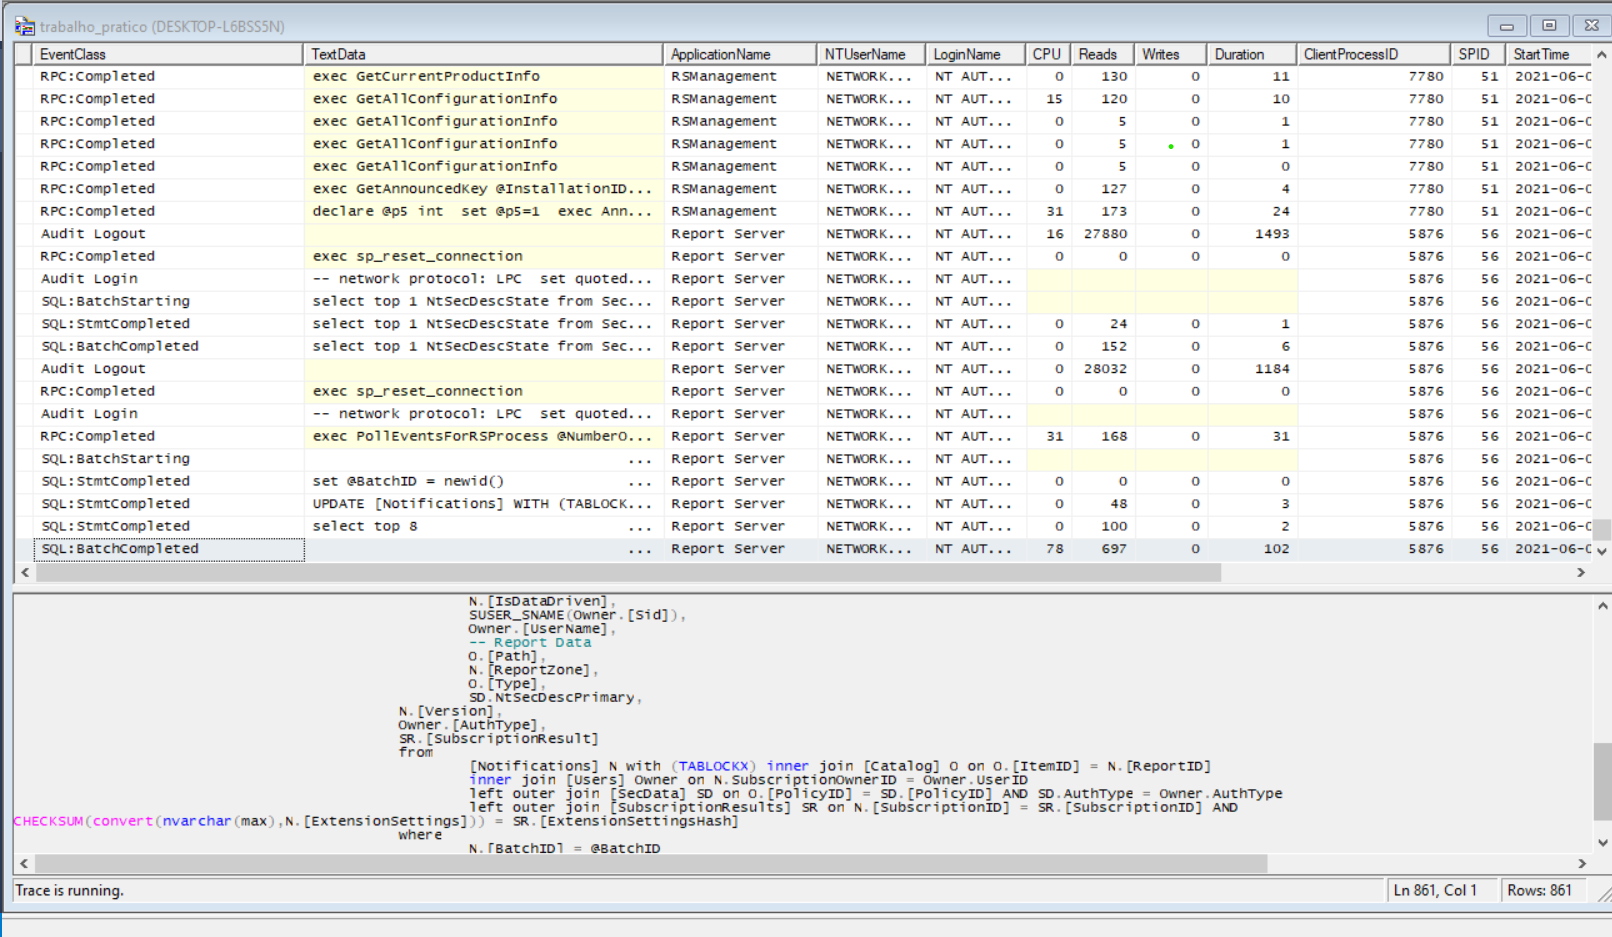 trabalho_pratico (DESKTOP-L6BSS5N)
EventClass TextData ApplicationName NTUserName LoginName CPU Reads Writes Duration ClientProcessID SPID StartTime
RPC:Completed exec GetCurrentProductInfo RSManagement NETWORK... NT AUT... 0 130 0 11 7780 51 2021-06-0
RPC:Completed exec GetAllConfigurationInfo RSManagement NETWORK... NT AUT... 15 120 0 10 7780 51 2021-06-0
RPC:Completed exec GetAllConfigurationInfo RSManagement NETWORK... NT AUT... 0 5 0 1 7780 51 2021-06-0
RPC:Completed exec GetAllConfigurationInfo RSManagement NETWORK... NT AUT... 0 5 0 1 7780 51 2021-06-0
RPC:Completed exec GetAllConfigurationInfo RSManagement NETWORK... NT AUT... 0 5 0 0 7780 51 2021-06-0
RPC:Completed exec GetAnnouncedKey @InstallationID... RSManagement NETWORK... NT AUT... 0 127 0 4 7780 51 2021-06-0
RPC:Completed declare @p5 int set @p5=1 exec Ann... RSManagement NETWORK... NT AUT... 31 173 0 24 7780 51 2021-06-0
Audit Logout Report Server NETWORK... NT AUT... 16 27880 0 1493 5876 56 2021-06-0
RPC:Completed exec sp_reset_connection Report Server NETWORK... NT AUT... 0 0 0 0 5876 56 2021-06-0
Audit Login -- network protocol: LPC set quoted... Report Server NETWORK... NT AUT... 5876 56 2021-06-0
SQL:BatchStarting select top 1 NtSecDescState from Sec... Report Server NETWORK... NT AUT... 5876 56 2021-06-0
SQL:StmtCompleted select top 1 NtSecDescState from Sec... Report Server NETWORK... NT AUT... 0 24 0 1 5876 56 2021-06-0
SQL:BatchCompleted select top 1 NtSecDescState from Sec... Report Server NETWORK... NT AUT... 0 152 0 6 5876 56 2021-06-0
Audit Logout Report Server NETWORK... NT AUT... 0 28032 0 1184 5876 56 2021-06-0
RPC:Completed exec sp_reset_connection Report Server NETWORK... NT AUT... 0 0 0 0 5876 56 2021-06-0
Audit Login -- network protocol: LPC set quoted... Report Server NETWORK... NT AUT... 5876 56 2021-06-0
RPC:Completed exec PollEventsForRSProcess @NumberO... Report Server NETWORK... NT AUT... 31 168 0 31 5876 56 2021-06-0
SQL:BatchStarting ... Report Server NETWORK... NT AUT... 5876 56 2021-06-0
SQL:StmtCompleted set @BatchID = newid() ... Report Server NETWORK... NT AUT... 0 0 0 0 5876 56 2021-06-0
SQL:StmtCompleted UPDATE [Notifications] WITH (TABLOCK... Report Server NETWORK... NT AUT... 0 48 0 3 5876 56 2021-06-0
SQL:StmtCompleted select top 8 ... Report Server NETWORK... NT AUT... 0 100 0 2 5876 56 2021-06-0
SQL:BatchCompleted ... Report Server NETWORK... NT AUT... 78 697 0 102 5876 56 2021-06-0
N.[IsDataDriven],
SUSER_SNAME(Owner.[Sid]),
Owner.[UserName],
-- Report Data
O.[Path],
N.[ReportZone],
O.[Type],
SD.NtSecDescPrimary,
N.[Version],
Owner.[AuthType],
SR.[SubscriptionResult]
from
[Notifications] N with (TABLOCKX) inner join [Catalog] O on O.[ItemID] = N.[ReportID]
inner join [Users] Owner on N.SubscriptionOwnerID = Owner.UserID
left outer join [SecData] SD on O.[PolicyID] = SD.[PolicyID] AND SD.AuthType = Owner.AuthType
left outer join [SubscriptionResults] SR on N.[SubscriptionID] = SR.[SubscriptionID] AND
CHECKSUM(convert(nvarchar(max),N.[ExtensionSettings])) = SR.[ExtensionSettingsHash]
where
N.[BatchID] = @BatchID
Trace is running. Ln 861, Col 1 Rows: 861